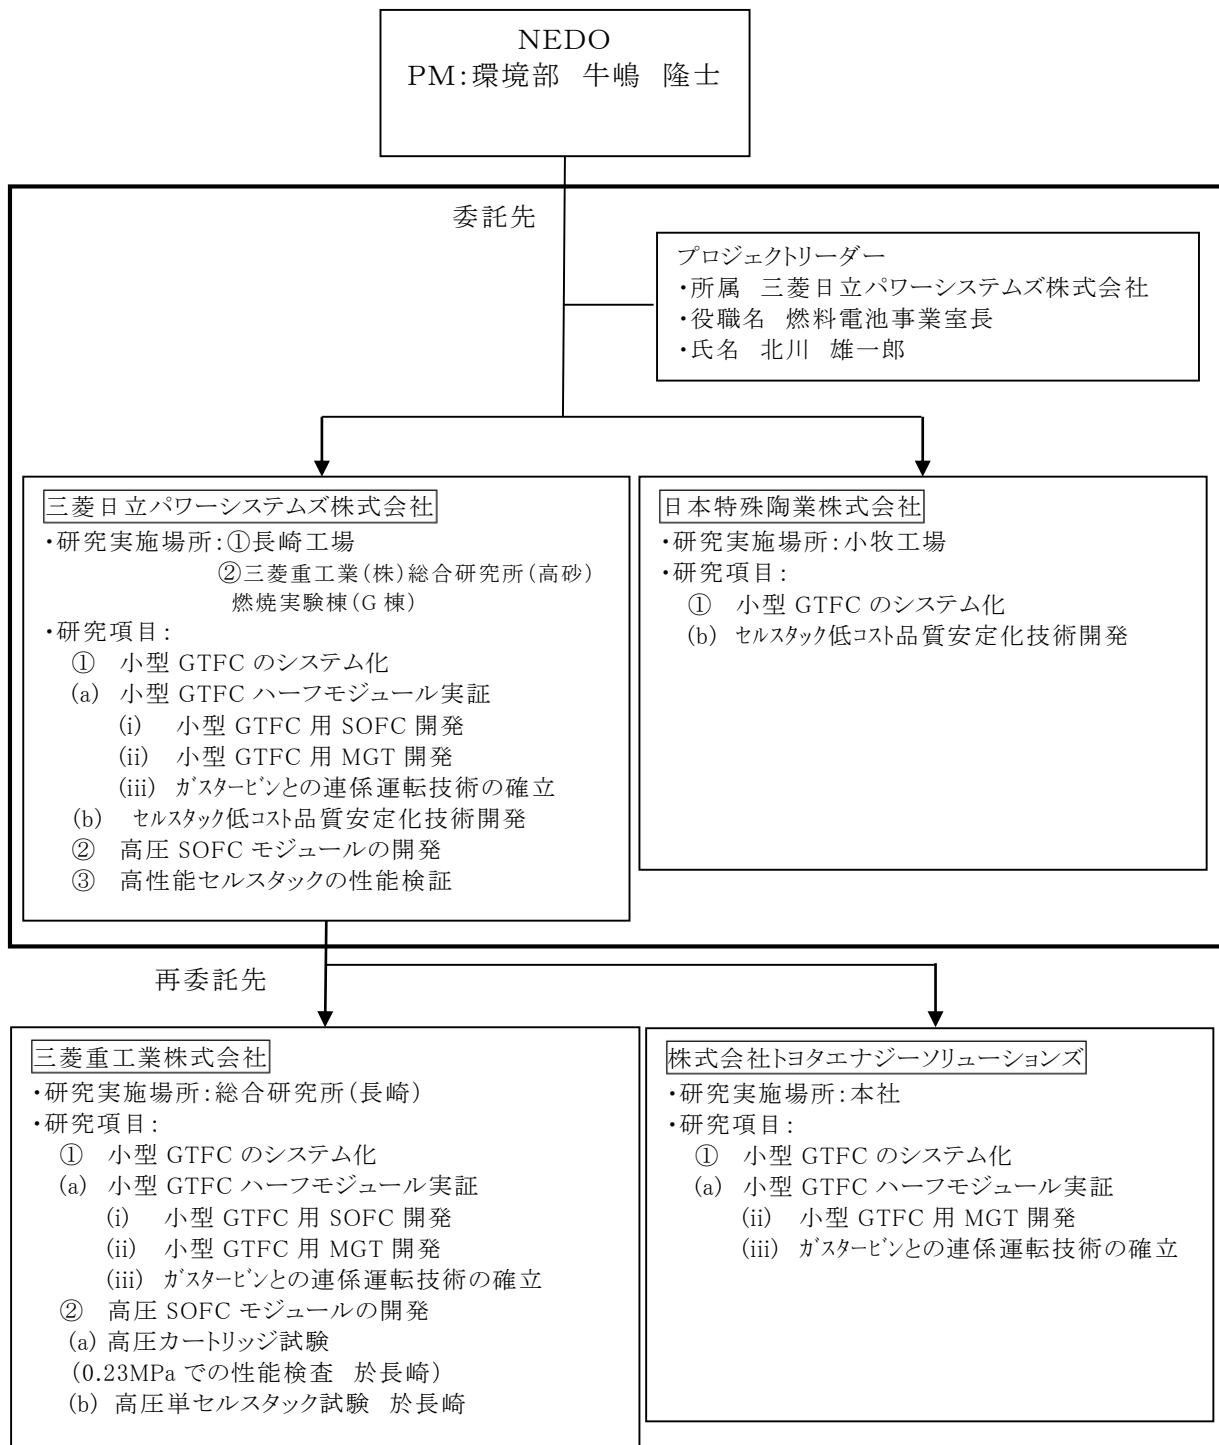 NEDO
PM:環境部 牛嶋 隆士
委託先
プロジェクトリーダー
・所属 三菱日立パワーシステムズ株式会社
・役職名 燃料電池事業室長
・氏名 北川 雄一郎
三菱日立パワーシステムズ株式会社
・研究実施場所:①長崎工場
②三菱重工業(株)総合研究所(高砂)
燃焼実験棟(G 棟)
・研究項目:
① 小型 GTFC のシステム化
(a) 小型 GTFC ハーフモジュール実証
(i) 小型 GTFC 用 SOFC 開発
(ii) 小型 GTFC 用 MGT 開発
(iii) ガスタービンとの連係運転技術の確立
(b) セルスタック低コスト品質安定化技術開発
② 高圧 SOFC モジュールの開発
③ 高性能セルスタックの性能検証
日本特殊陶業株式会社
・研究実施場所:小牧工場
・研究項目:
① 小型 GTFC のシステム化
(b) セルスタック低コスト品質安定化技術開発
再委託先
三菱重工業株式会社
・研究実施場所:総合研究所(長崎)
・研究項目:
① 小型 GTFC のシステム化
(a) 小型 GTFC ハーフモジュール実証
(i) 小型 GTFC 用 SOFC 開発
(ii) 小型 GTFC 用 MGT 開発
(iii) ガスタービンとの連係運転技術の確立
② 高圧 SOFC モジュールの開発
(a) 高圧カートリッジ試験
(0.23MPa での性能検査 於長崎)
(b) 高圧単セルスタック試験 於長崎
株式会社トヨタエナジーソリューションズ
・研究実施場所:本社
・研究項目:
① 小型 GTFC のシステム化
(a) 小型 GTFC ハーフモジュール実証
(ii) 小型 GTFC 用 MGT 開発
(iii) ガスタービンとの連係運転技術の確立